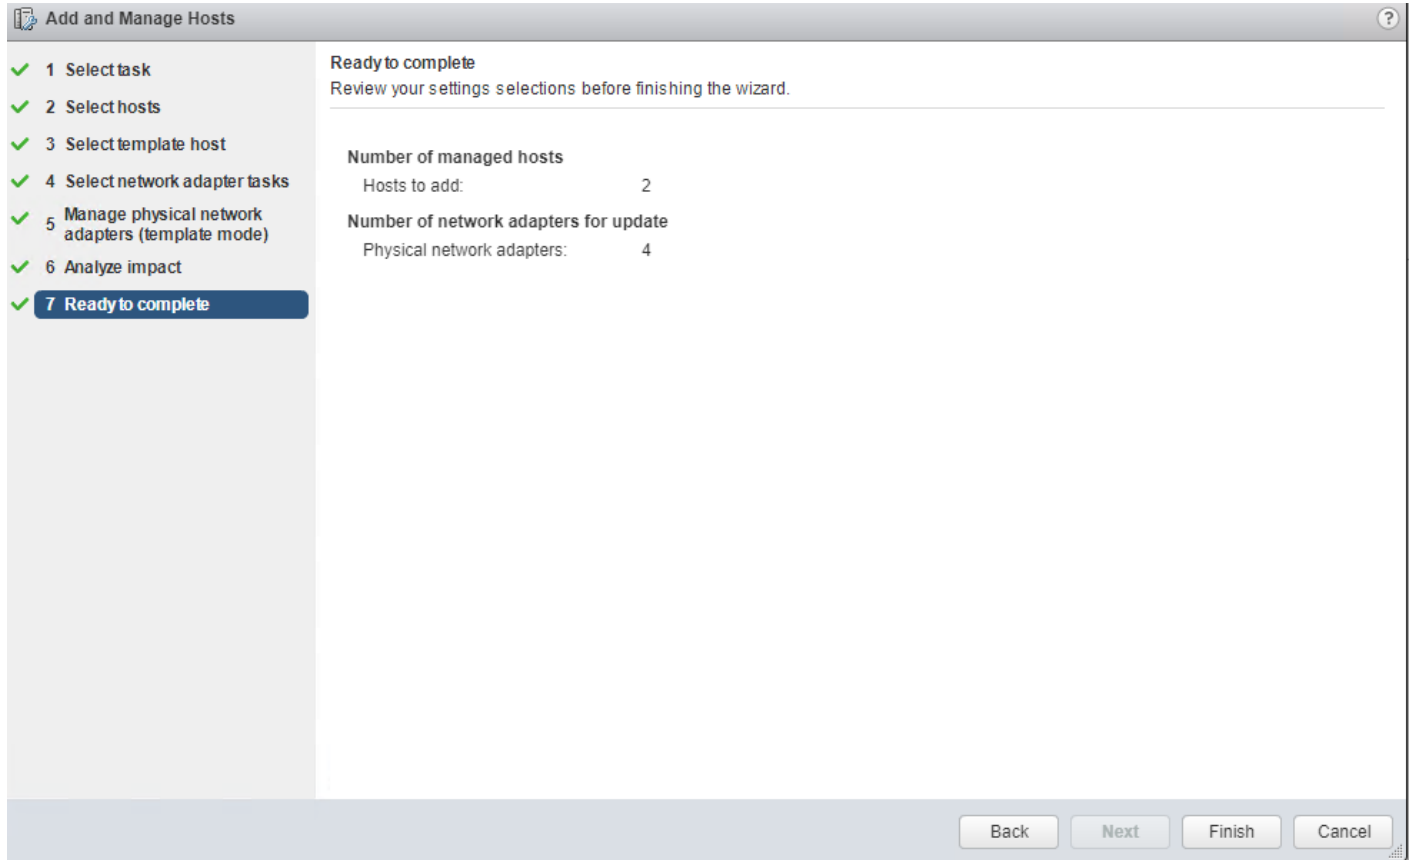 Add and Manage Hosts
?
1 Select task
2 Select hosts
3 Select template host
4 Select network adapter tasks
5 Manage physical network
adapters (template mode)
6 Analyze impact
7 Ready to complete
Ready to complete
Review your settings selections before finishing the wizard.
Number of managed hosts
Hosts to add: 2
Number of network adapters for update
Physical network adapters: 4
Back Next Finish Cancel